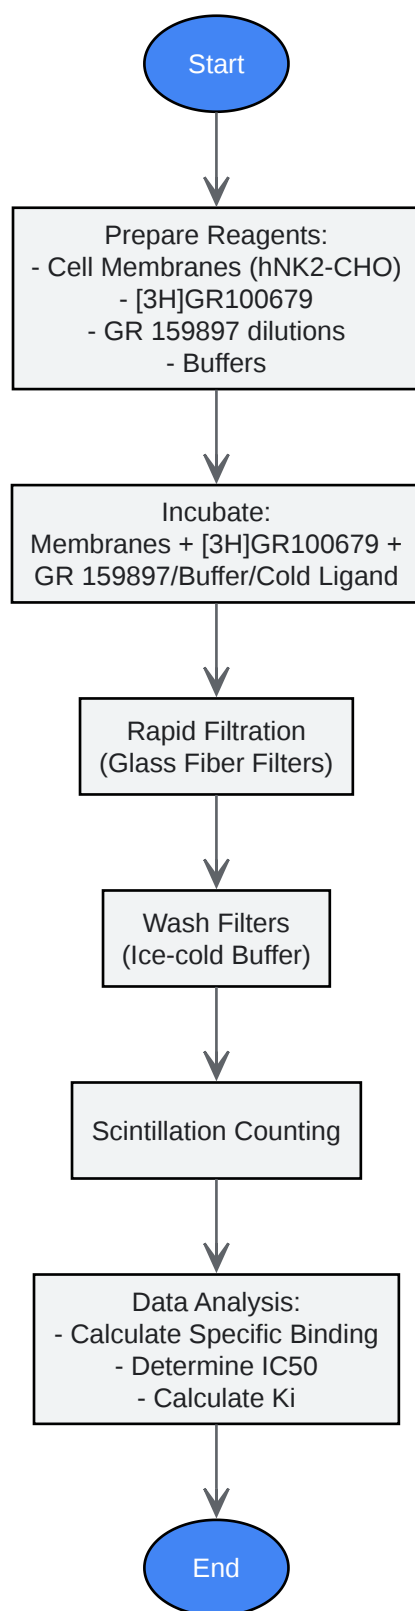 Start
Prepare Reagents:
- Cell Membranes (hNK2-CHO)
- [3H]GR100679
- GR 159897 dilutions
- Buffers
Incubate:
Membranes + [3H]GR100679 +
GR 159897/Buffer/Cold Ligand
Rapid Filtration
(Glass Fiber Filters)
Wash Filters
(Ice-cold Buffer)
Scintillation Counting
Data Analysis:
- Calculate Specific Binding
- Determine IC50
- Calculate Ki
End